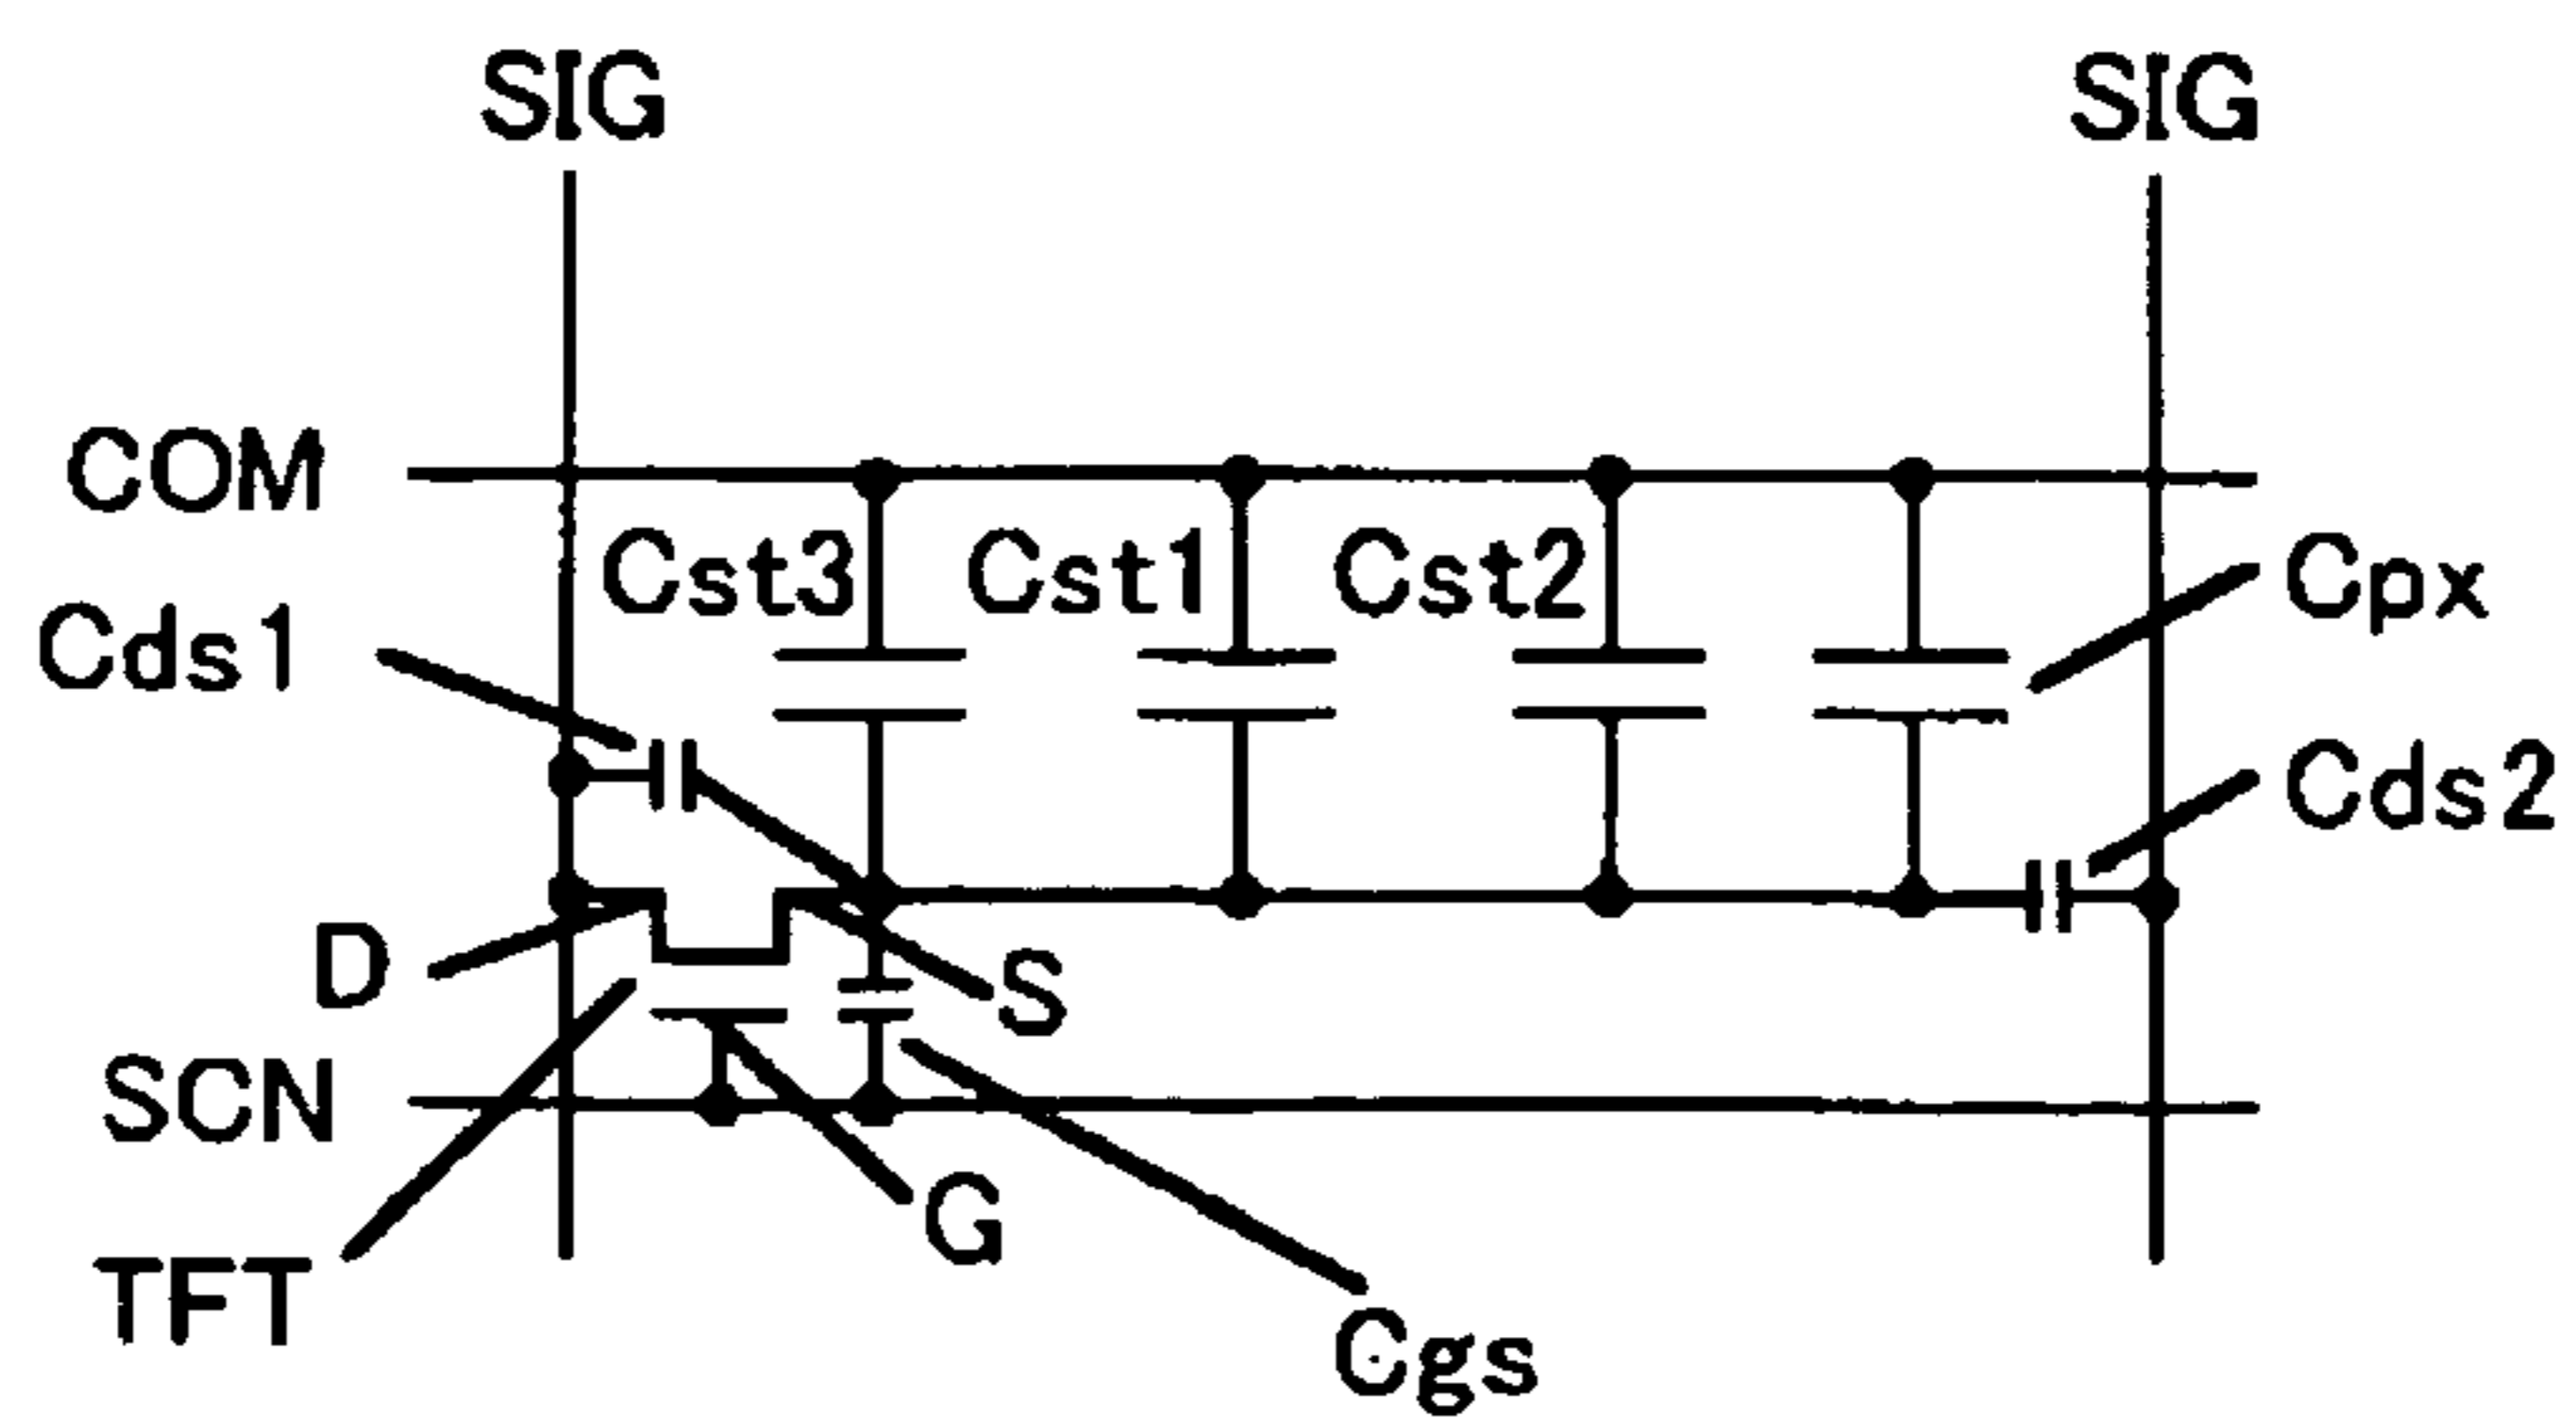 SIG SIG
COM
Cst3 Cst1 Cst2 Cpx
Cds1
Cds2
D S
SCN
G
TFT
Cgs